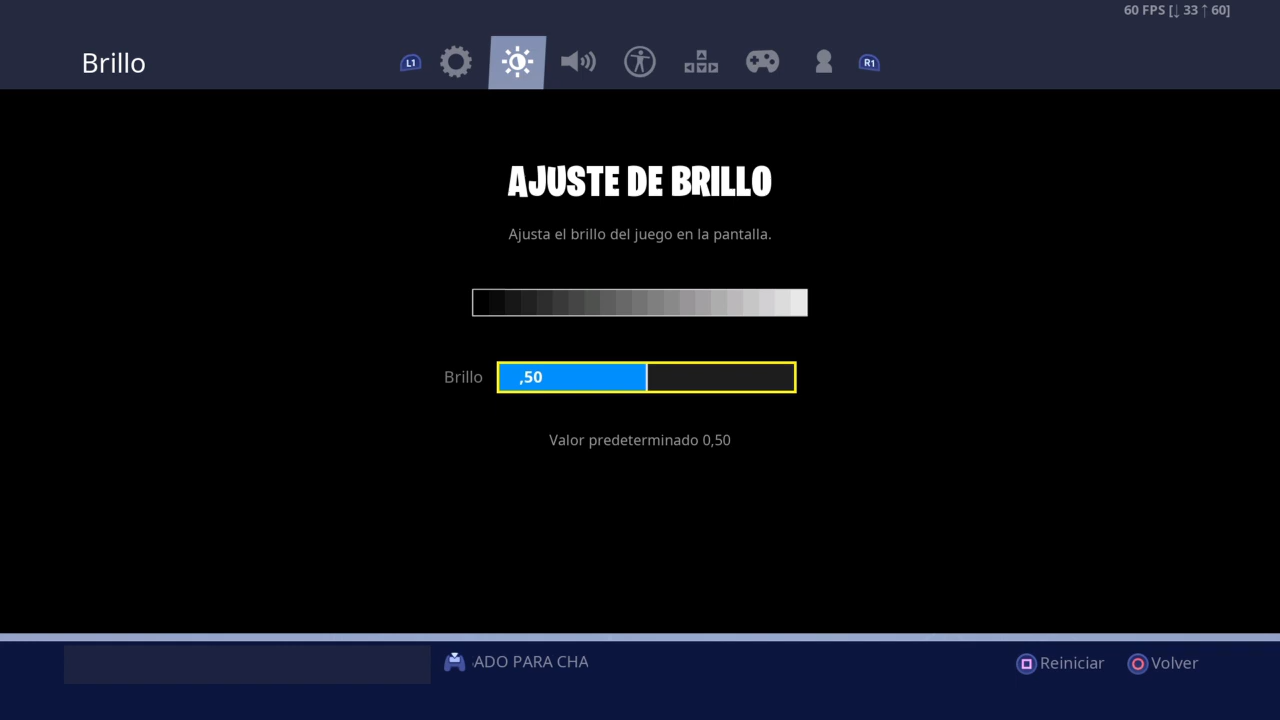 60 FPS [↓ 33 ↑ 60]
Brillo
L1
R1
AJUSTE DE BRILLO
Ajusta el brillo del juego en la pantalla.
Brillo ,50
Valor predeterminado 0,50
ADO PARA CHA
Reiniciar
Volver